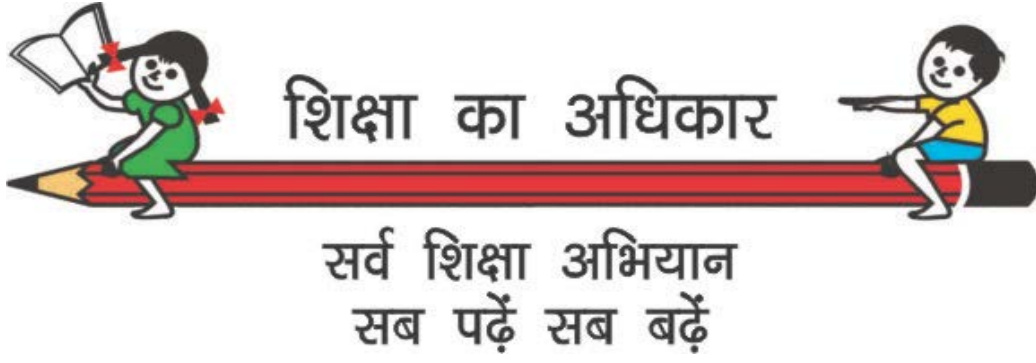 शिक्षा का अधिकार
सर्व शिक्षा अभियान
सब पढ़ें सब बढ़ें